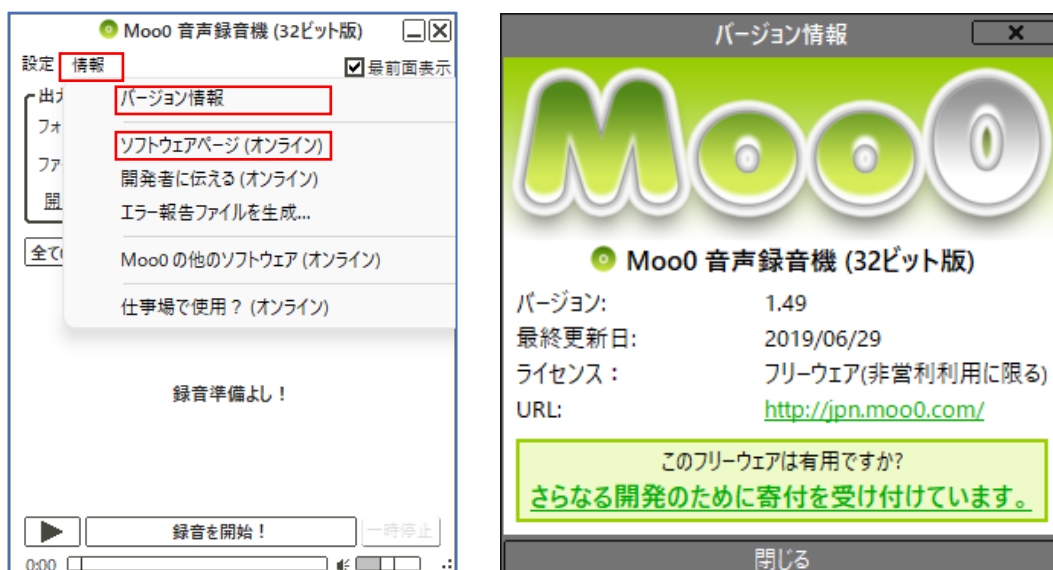 Moo0 音声録音機 (32ビット版)
設定 情報 最前面表示
バージョン情報
ソフトウェアページ (オンライン)
開発者に伝える (オンライン)
エラー報告ファイルを生成...
Moo0 の他のソフトウェア (オンライン)
仕事場で使用？ (オンライン)
録音準備よし！
録音を開始！ 一時停止
0:00
バージョン情報
Moo0
Moo0 音声録音機 (32ビット版)
バージョン: 1.49
最終更新日: 2019/06/29
ライセンス： フリーウェア(非営利利用に限る)
URL: http://jpn.moo0.com/
このフリーウェアは有用ですか?
さらなる開発のために寄付を受け付けています。
閉じる